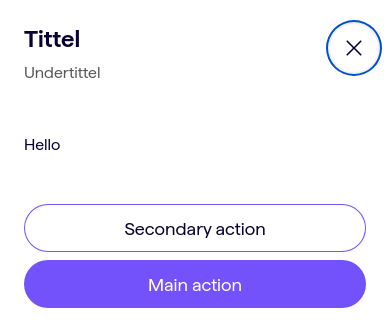 Tittel
Undertittel
Hello
Secondary action
Main action